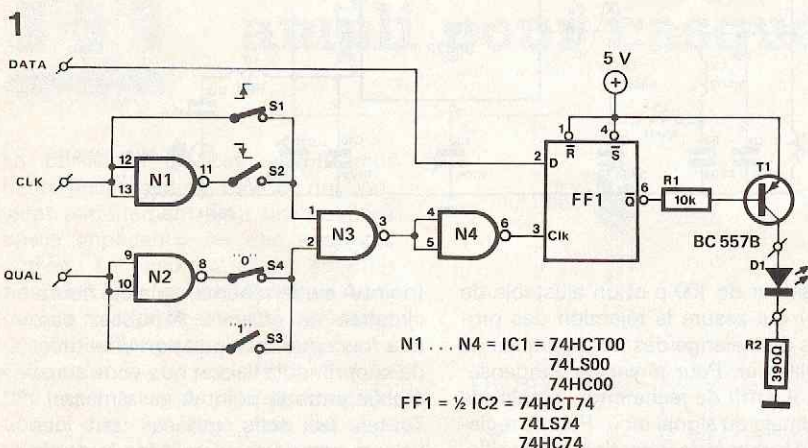 1
DATA
5 V
+
S1
1 R̅
4 S̅
12
13
N1
11
S2
2 D
CLK
FF1
Q̅ 6
R1
10k
T1
1
2
N3
3
4
5
N4
6
3 Clk
BC 557B
9
10
N2
8
"0"
S4
QUAL
D1
"1"
S3
R2
390Ω
N1 . . . N4 = IC1 = 74HCT00
74LS00
74HC00
FF1 = ½ IC2 = 74HCT74
74LS74
74HC74